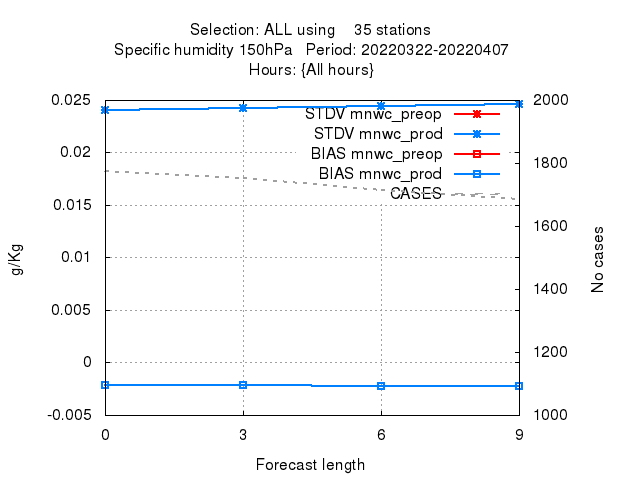 Selection: ALL using 35 stations
Specific humidity 150hPa Period: 20220322-20220407
Hours: {All hours}
0.025
0.02
0.015
0.01
0.005
0
-0.005
g/Kg
STDV mnwc_preop
STDV mnwc_prod
BIAS mnwc_preop
BIAS mnwc_prod
CASES
2000
1800
1600
1400
1200
1000
No cases
0 3 6 9
Forecast length